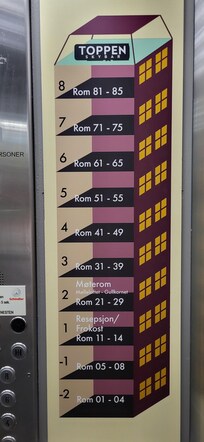 TOPPEN
SKYBAR
8 Rom 81 - 85
7 Rom 71 - 75
6 Rom 61 - 65
5 Rom 51 - 55
4 Rom 41 - 49
3 Rom 31 - 39
Møterom
2 Rom 21 - 29
Resepsjon/
1 Frokost
Rom 11 - 14
-1 Rom 05 - 08
-2 Rom 01 - 04